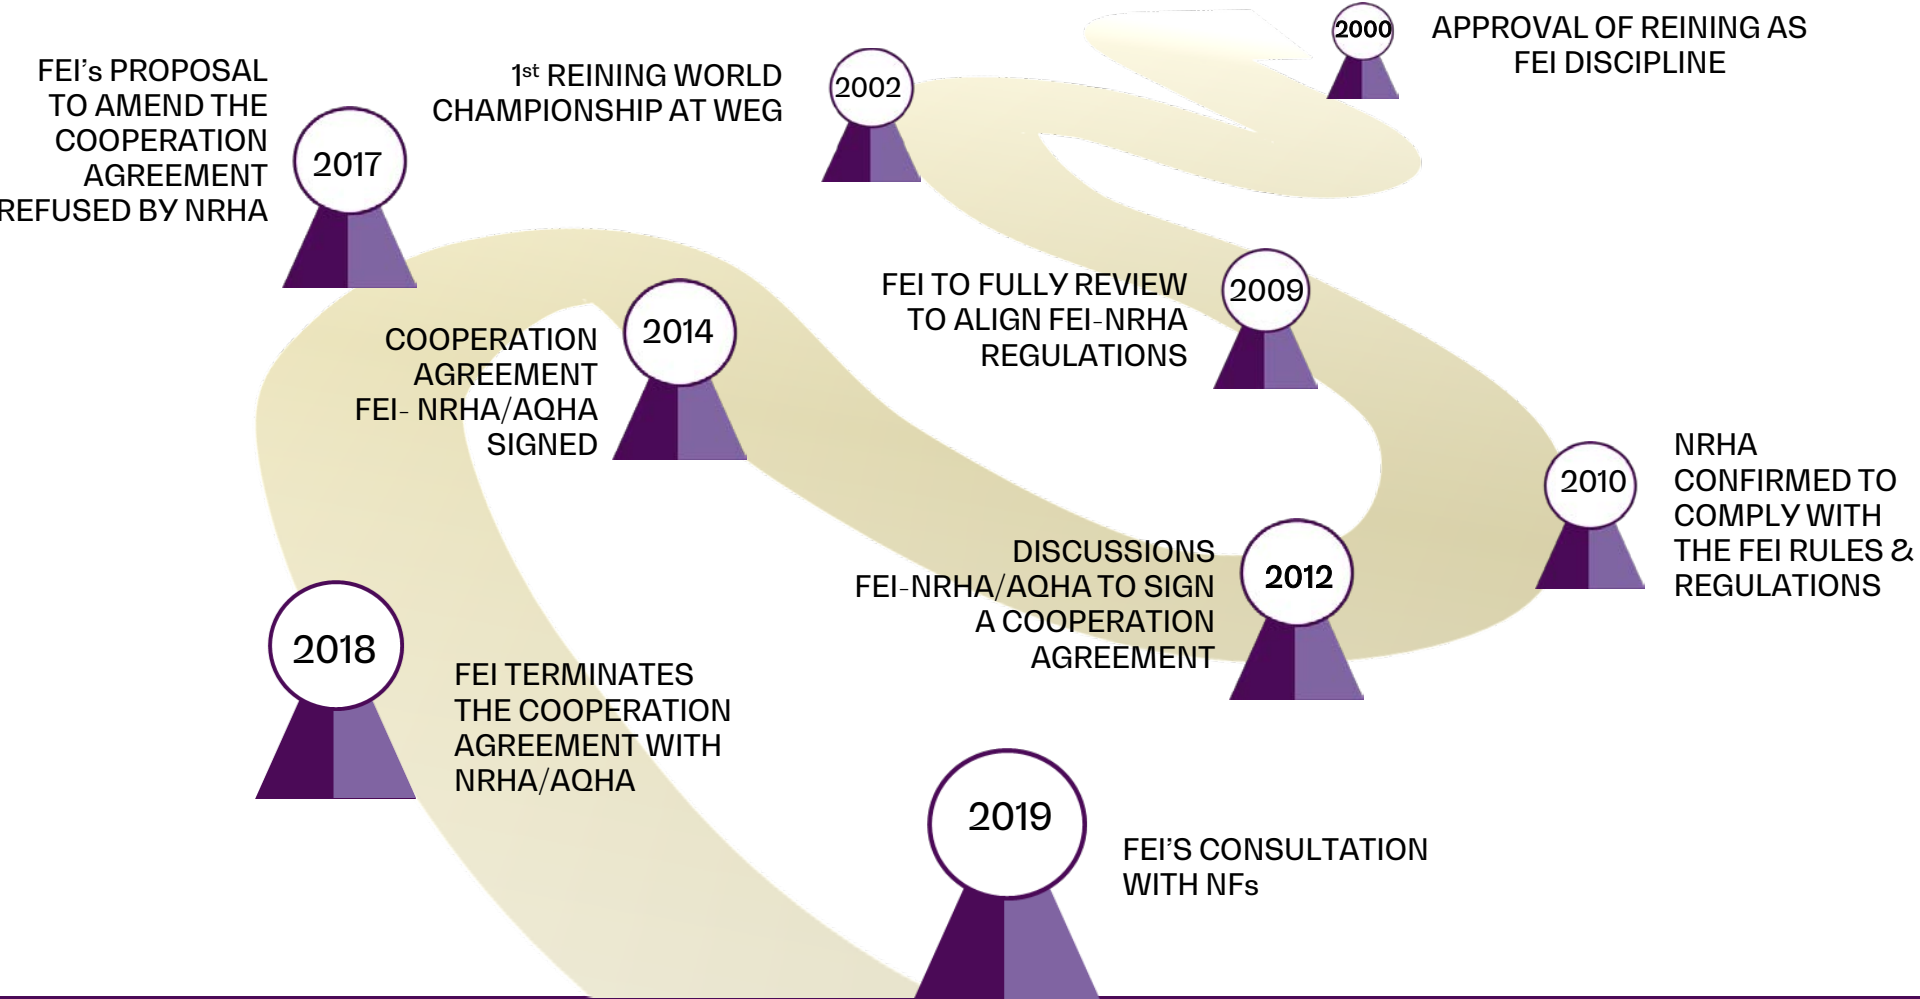 2000
APPROVAL OF REINING AS
FEI DISCIPLINE
1st REINING WORLD
CHAMPIONSHIP AT WEG
2002
FEI's PROPOSAL
TO AMEND THE
COOPERATION
AGREEMENT
REFUSED BY NRHA
2017
FEI TO FULLY REVIEW
TO ALIGN FEI-NRHA
REGULATIONS
2009
COOPERATION
AGREEMENT
FEI- NRHA/AQHA
SIGNED
2014
2010
NRHA
CONFIRMED TO
COMPLY WITH
THE FEI RULES &
REGULATIONS
DISCUSSIONS
FEI-NRHA/AQHA TO SIGN
A COOPERATION
AGREEMENT
2012
2018
FEI TERMINATES
THE COOPERATION
AGREEMENT WITH
NRHA/AQHA
2019
FEI'S CONSULTATION
WITH NFs